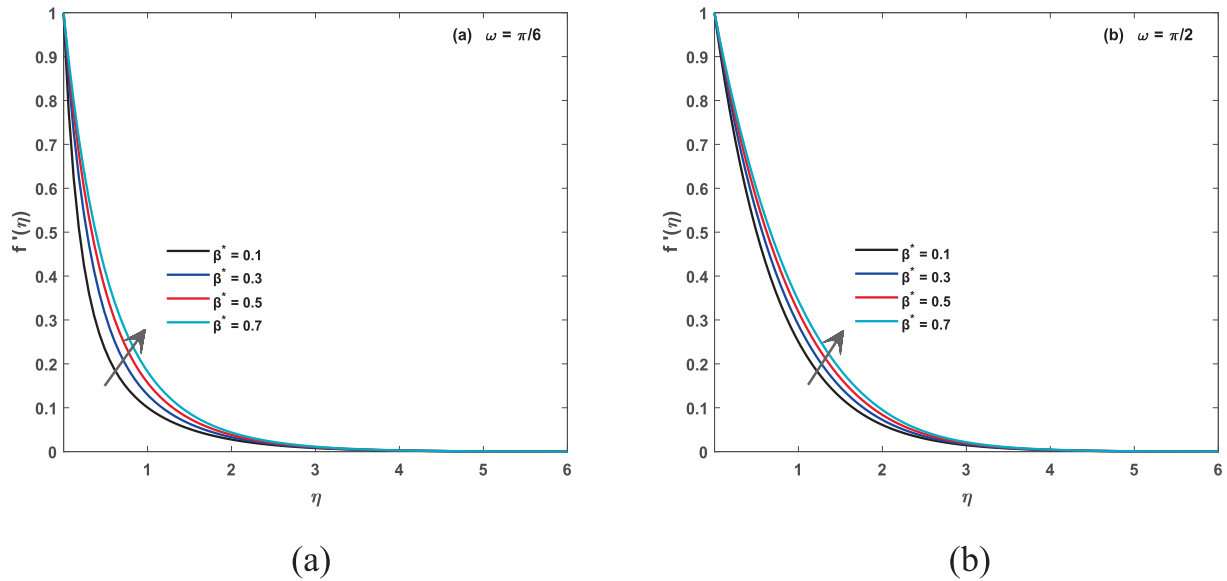 (a) ω = π/6
1
0.9
0.8
0.7
0.6
0.5
0.4
0.3
0.2
0.1
0
f '(η)
β* = 0.1
β* = 0.3
β* = 0.5
β* = 0.7
1 2 3 4 5 6
η
(a)
(b) ω = π/2
1
0.9
0.8
0.7
0.6
0.5
0.4
0.3
0.2
0.1
0
f '(η)
β* = 0.1
β* = 0.3
β* = 0.5
β* = 0.7
1 2 3 4 5 6
η
(b)